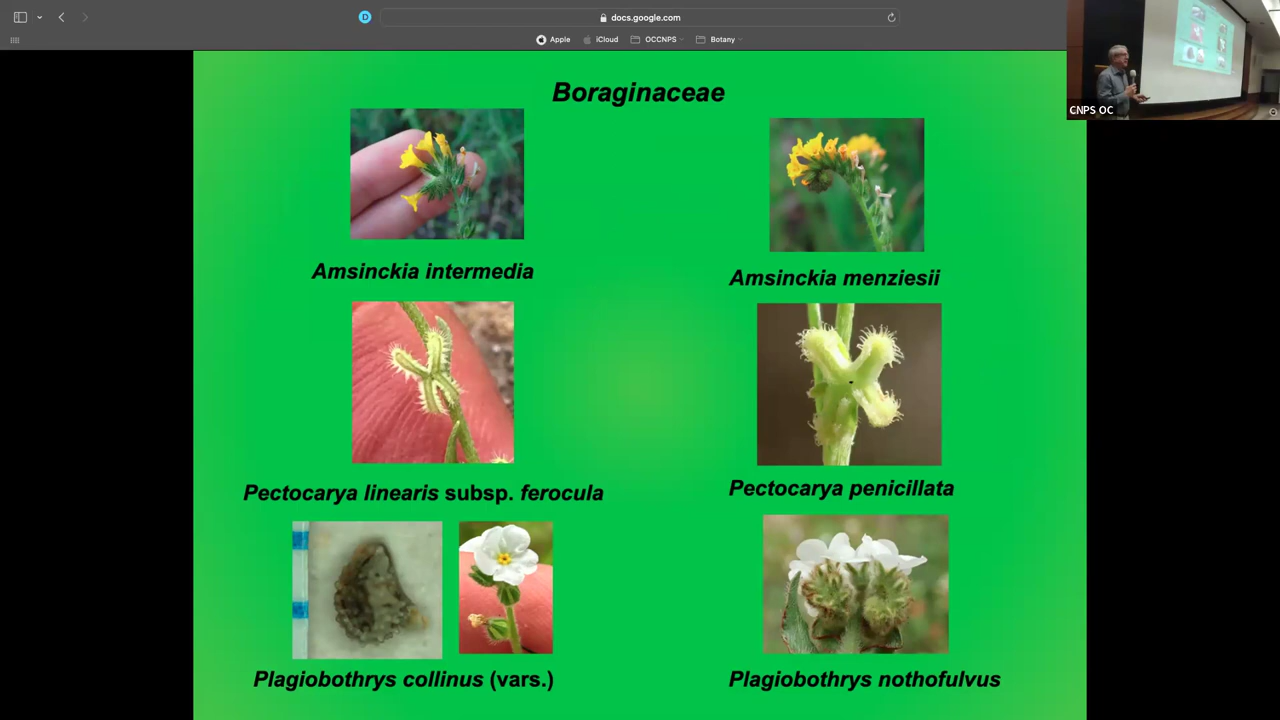 docs.google.com
Apple
iCloud
OCCNPS
Botany
CNPS OC
Boraginaceae
Amsinckia intermedia
Amsinckia menziesii
Pectocarya linearis subsp. ferocula
Pectocarya penicillata
Plagiobothrys collinus (vars.)
Plagiobothrys nothofulvus